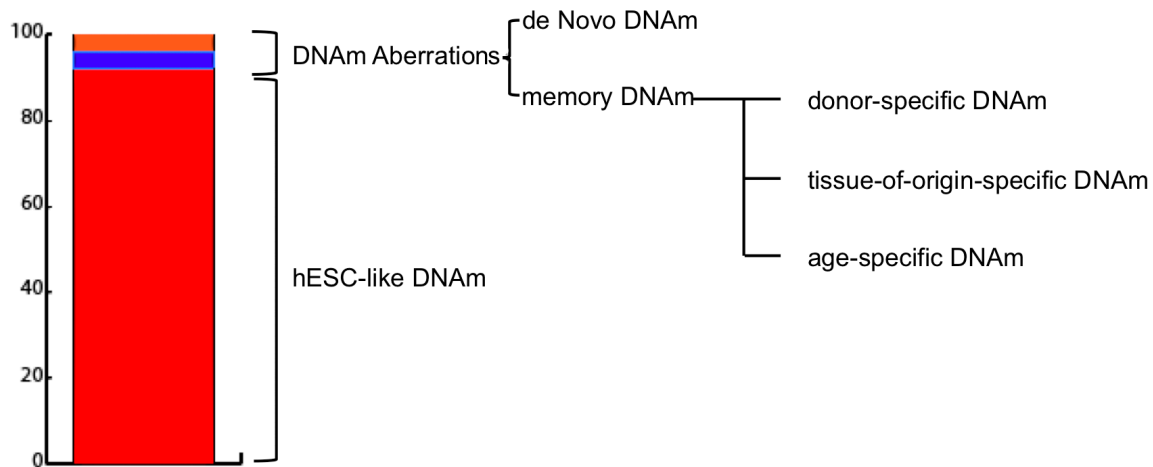 100
80
60
40
20
0
DNAm Aberrations
hESC-like DNAm
de Novo DNAm
memory DNAm
donor-specific DNAm
tissue-of-origin-specific DNAm
age-specific DNAm